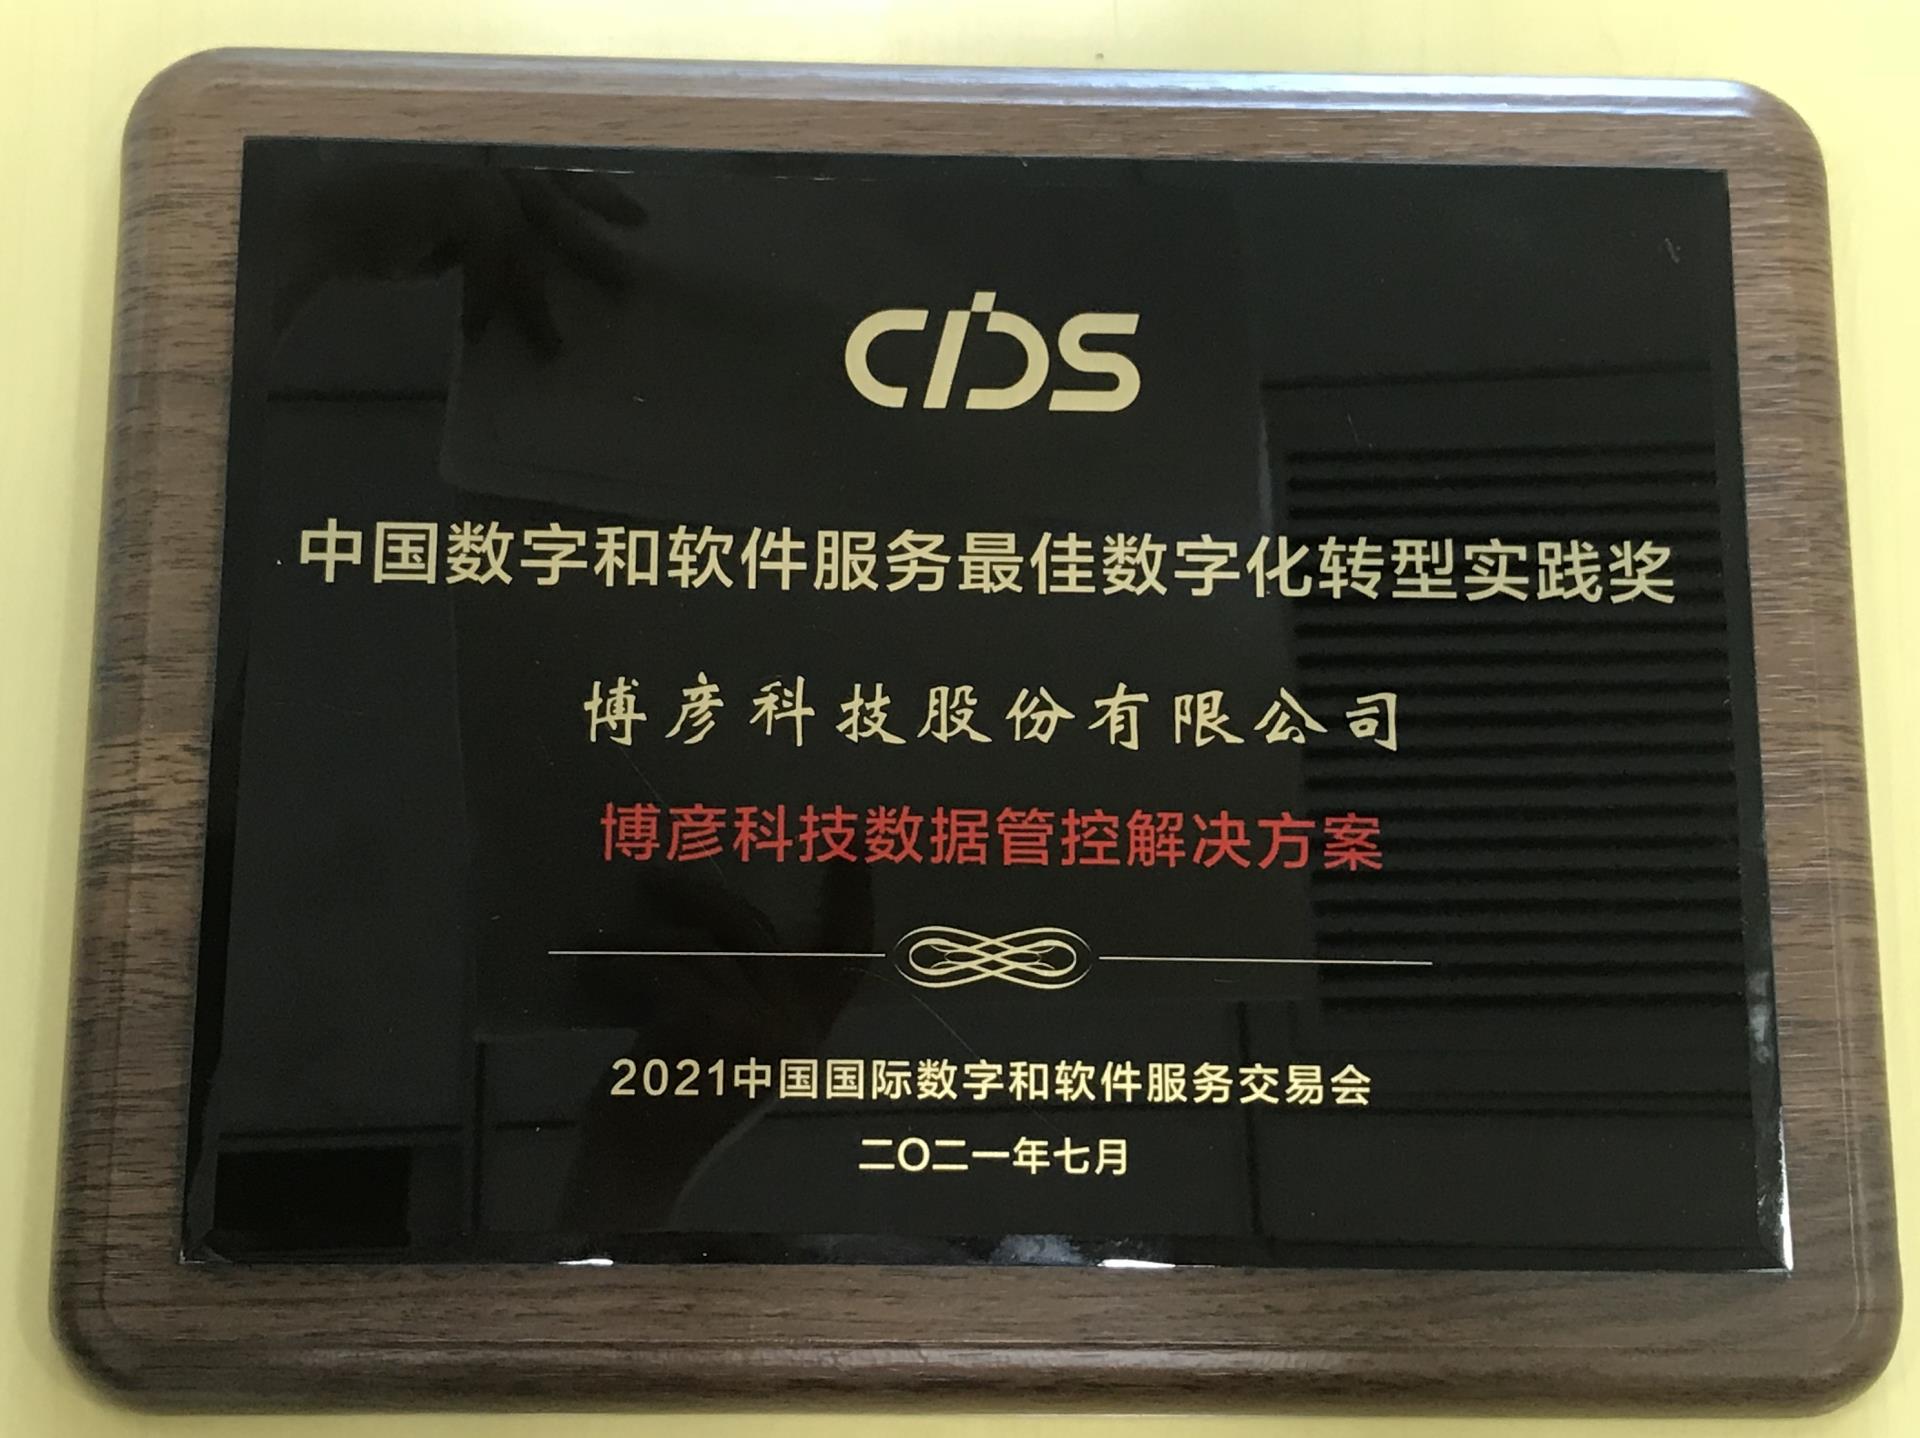 CDS
中国数字和软件服务最佳数字化转型实践奖
博彦科技股份有限公司
博彦科技数据管控解决方案
2021中国国际数字和软件服务交易会
二〇二一年七月